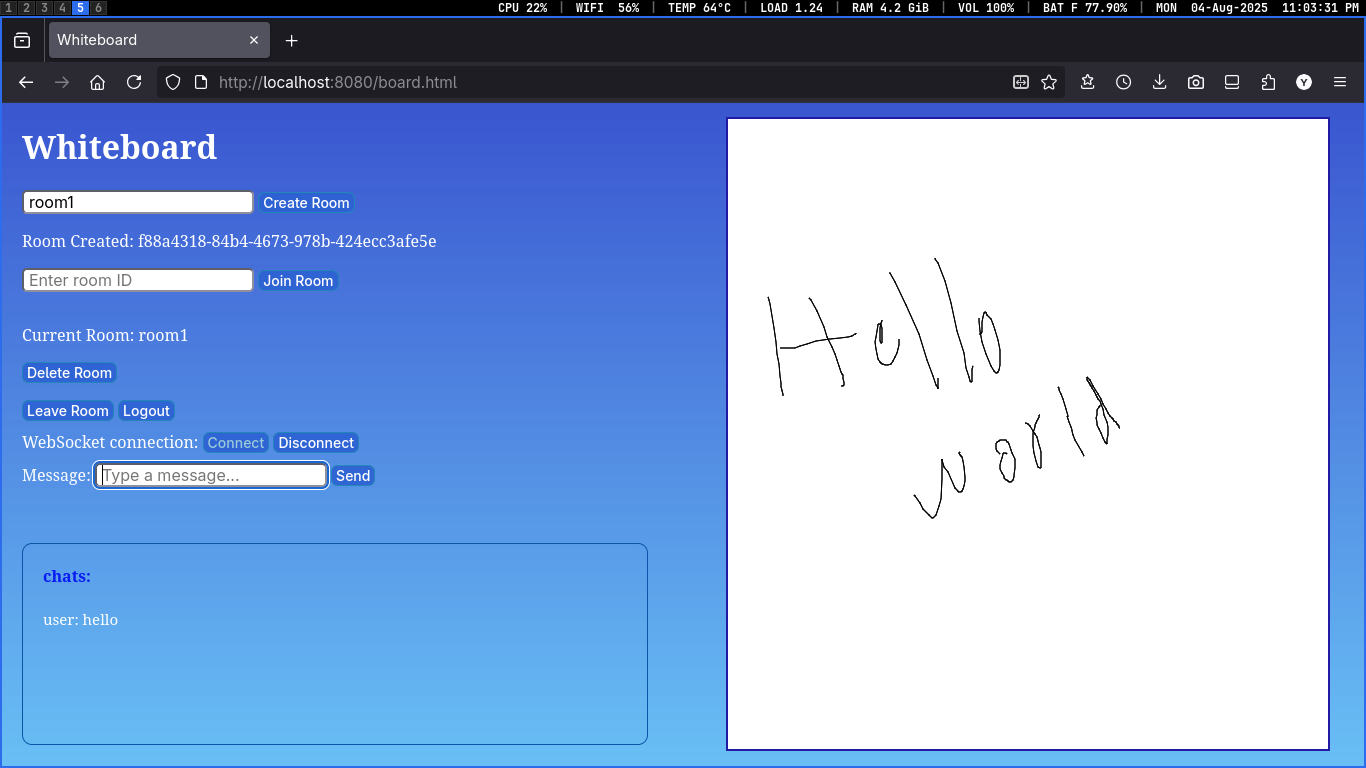 1 2 3 4 5 6 CPU 22% | WIFI 56% | TEMP 64°C | LOAD 1.24 | RAM 4.2 GiB | VOL 100% | BAT F 77.90% | MON 04-Aug-2025 11:03:31 PM
Whiteboard
http://localhost:8080/board.html
Y
Whiteboard
room1 Create Room
Room Created: f88a4318-84b4-4673-978b-424ecc3afe5e
Enter room ID Join Room
Current Room: room1
Delete Room
Leave Room Logout
WebSocket connection: Connect Disconnect
Message: Type a message... Send
chats:
user: hello
Hello
world